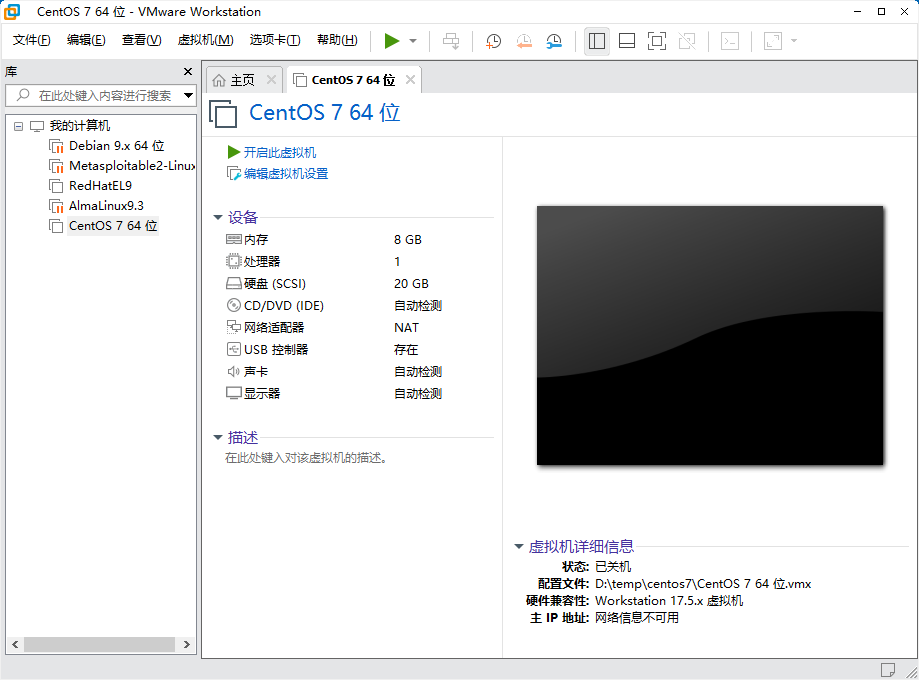 CentOS 7 64 位 - VMware Workstation
文件(F) 编辑(E) 查看(V) 虚拟机(M) 选项卡(T) 帮助(H)
库
在此处键入内容进行搜索
我的计算机
Debian 9.x 64 位
Metasploitable2-Linux
RedHatEL9
AlmaLinux9.3
CentOS 7 64 位
主页 CentOS 7 64 位
CentOS 7 64 位
开启此虚拟机
编辑虚拟机设置
设备
内存 8 GB
处理器 1
硬盘 (SCSI) 20 GB
CD/DVD (IDE) 自动检测
网络适配器 NAT
USB 控制器 存在
声卡 自动检测
显示器 自动检测
描述
在此处键入对该虚拟机的描述。
虚拟机详细信息
状态: 已关机
配置文件: D:\temp\centos7\CentOS 7 64 位.vmx
硬件兼容性: Workstation 17.5.x 虚拟机
主 IP 地址: 网络信息不可用